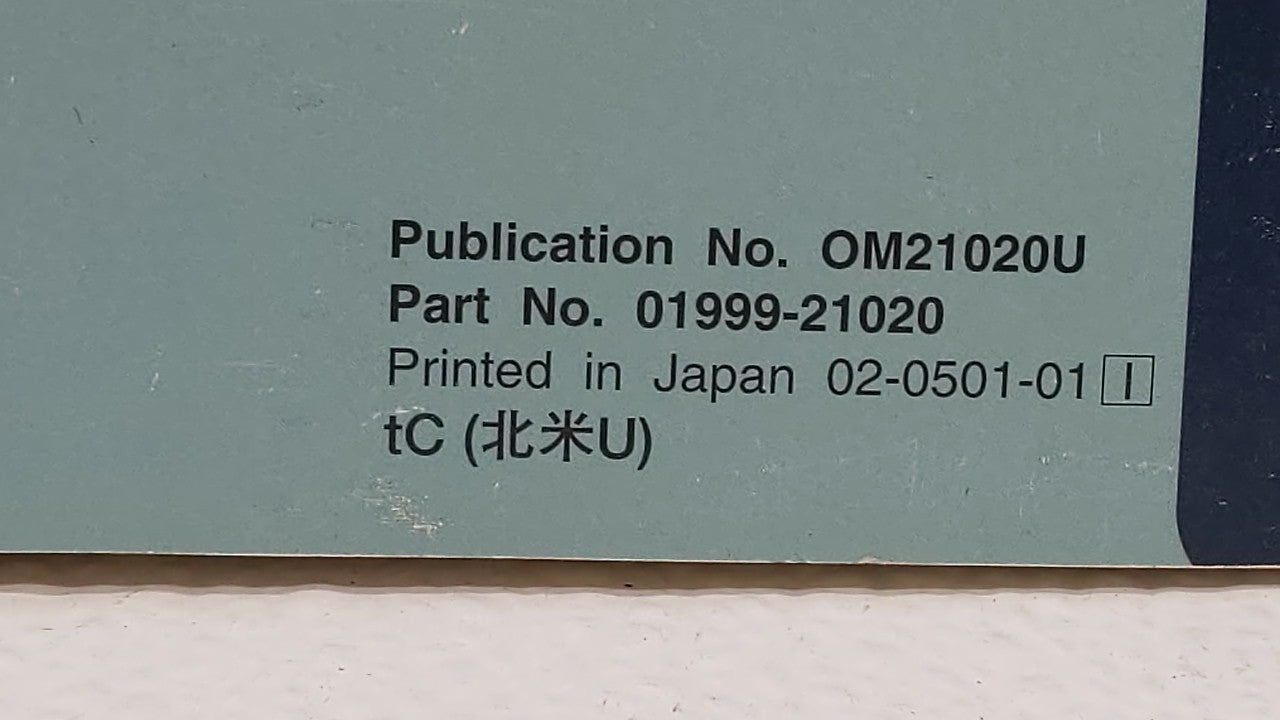 Publication No. OM21020U
Part No. 01999-21020
Printed in Japan 02-0501-01 I
tC (北米U)